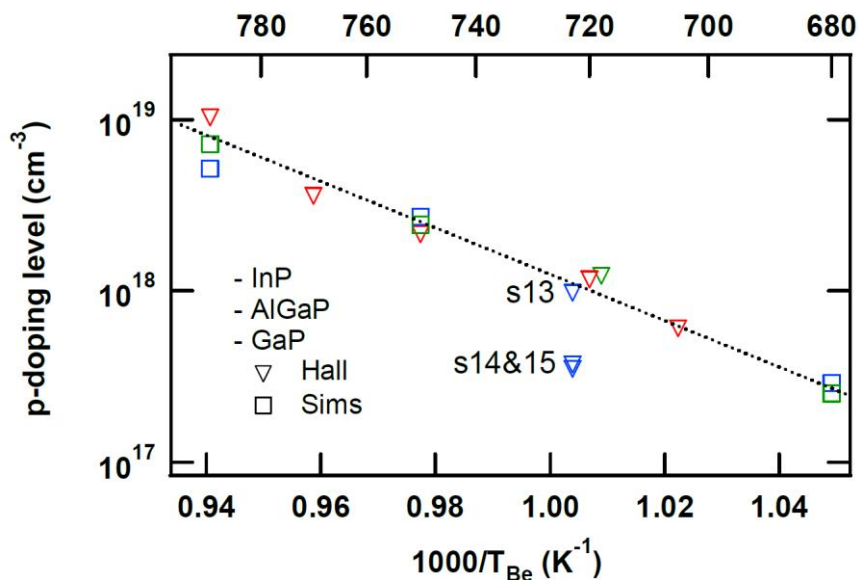 780 760 740 720 700 680
p-doping level (cm⁻³)
10¹⁹
10¹⁸
10¹⁷
- InP
- AlGaP
- GaP
▽ Hall
□ Sims
s13
s14&15
0.94 0.96 0.98 1.00 1.02 1.04
1000/T_Be (K⁻¹)